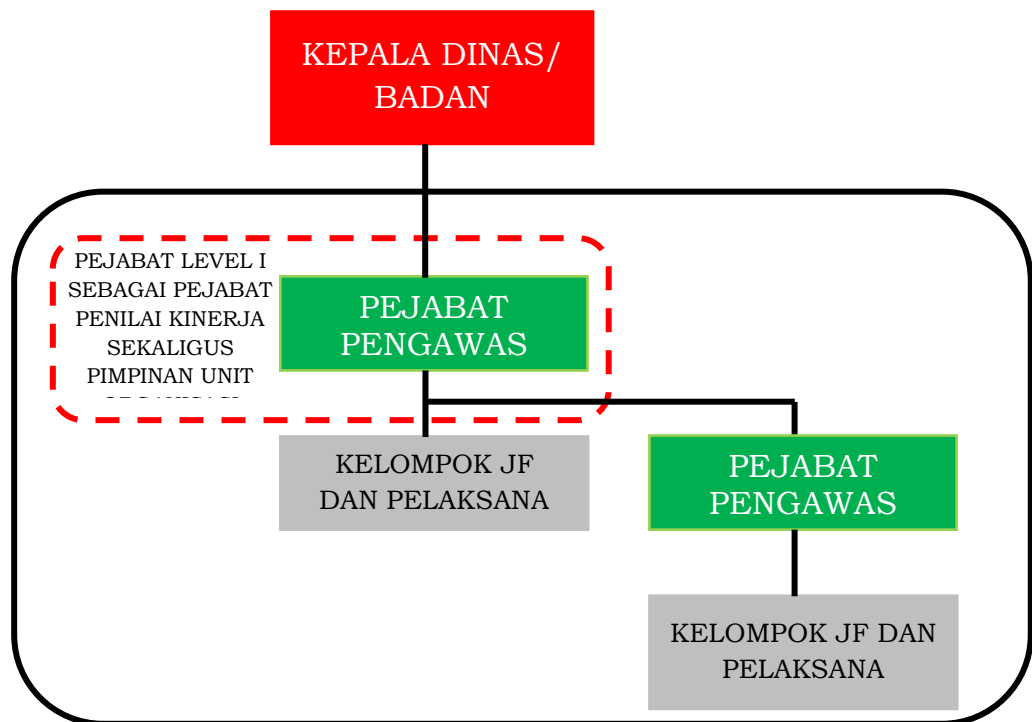 KEPALA DINAS/
BADAN
PEJABAT LEVEL I
SEBAGAI PEJABAT
PENILAI KINERJA
SEKALIGUS
PIMPINAN UNIT
PEJABAT
PENGAWAS
KELOMPOK JF
DAN PELAKSANA
PEJABAT
PENGAWAS
KELOMPOK JF DAN
PELAKSANA